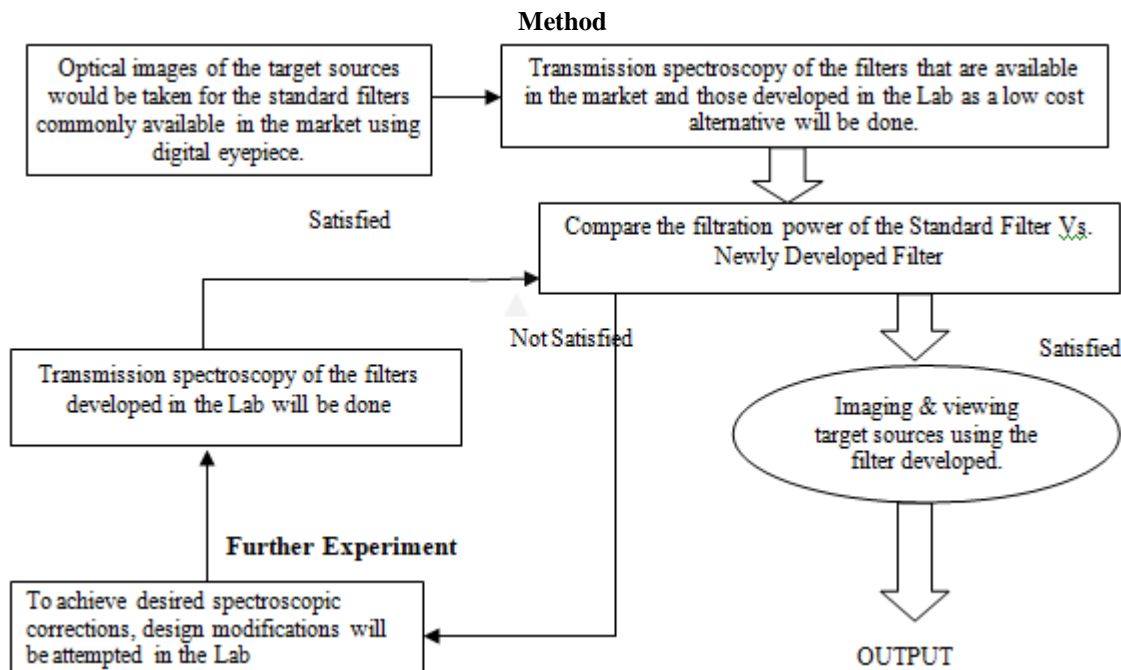 Method
Optical images of the target sources
would be taken for the standard filters
commonly available in the market using
digital eyepiece.
Transmission spectroscopy of the filters that are available
in the market and those developed in the Lab as a low cost
alternative will be done.
Satisfied
Compare the filtration power of the Standard Filter Vs.
Newly Developed Filter
Not Satisfied
Satisfied
Transmission spectroscopy of the filters
developed in the Lab will be done
Imaging & viewing
target sources using the
filter developed.
Further Experiment
To achieve desired spectroscopic
corrections, design modifications will
be attempted in the Lab
OUTPUT